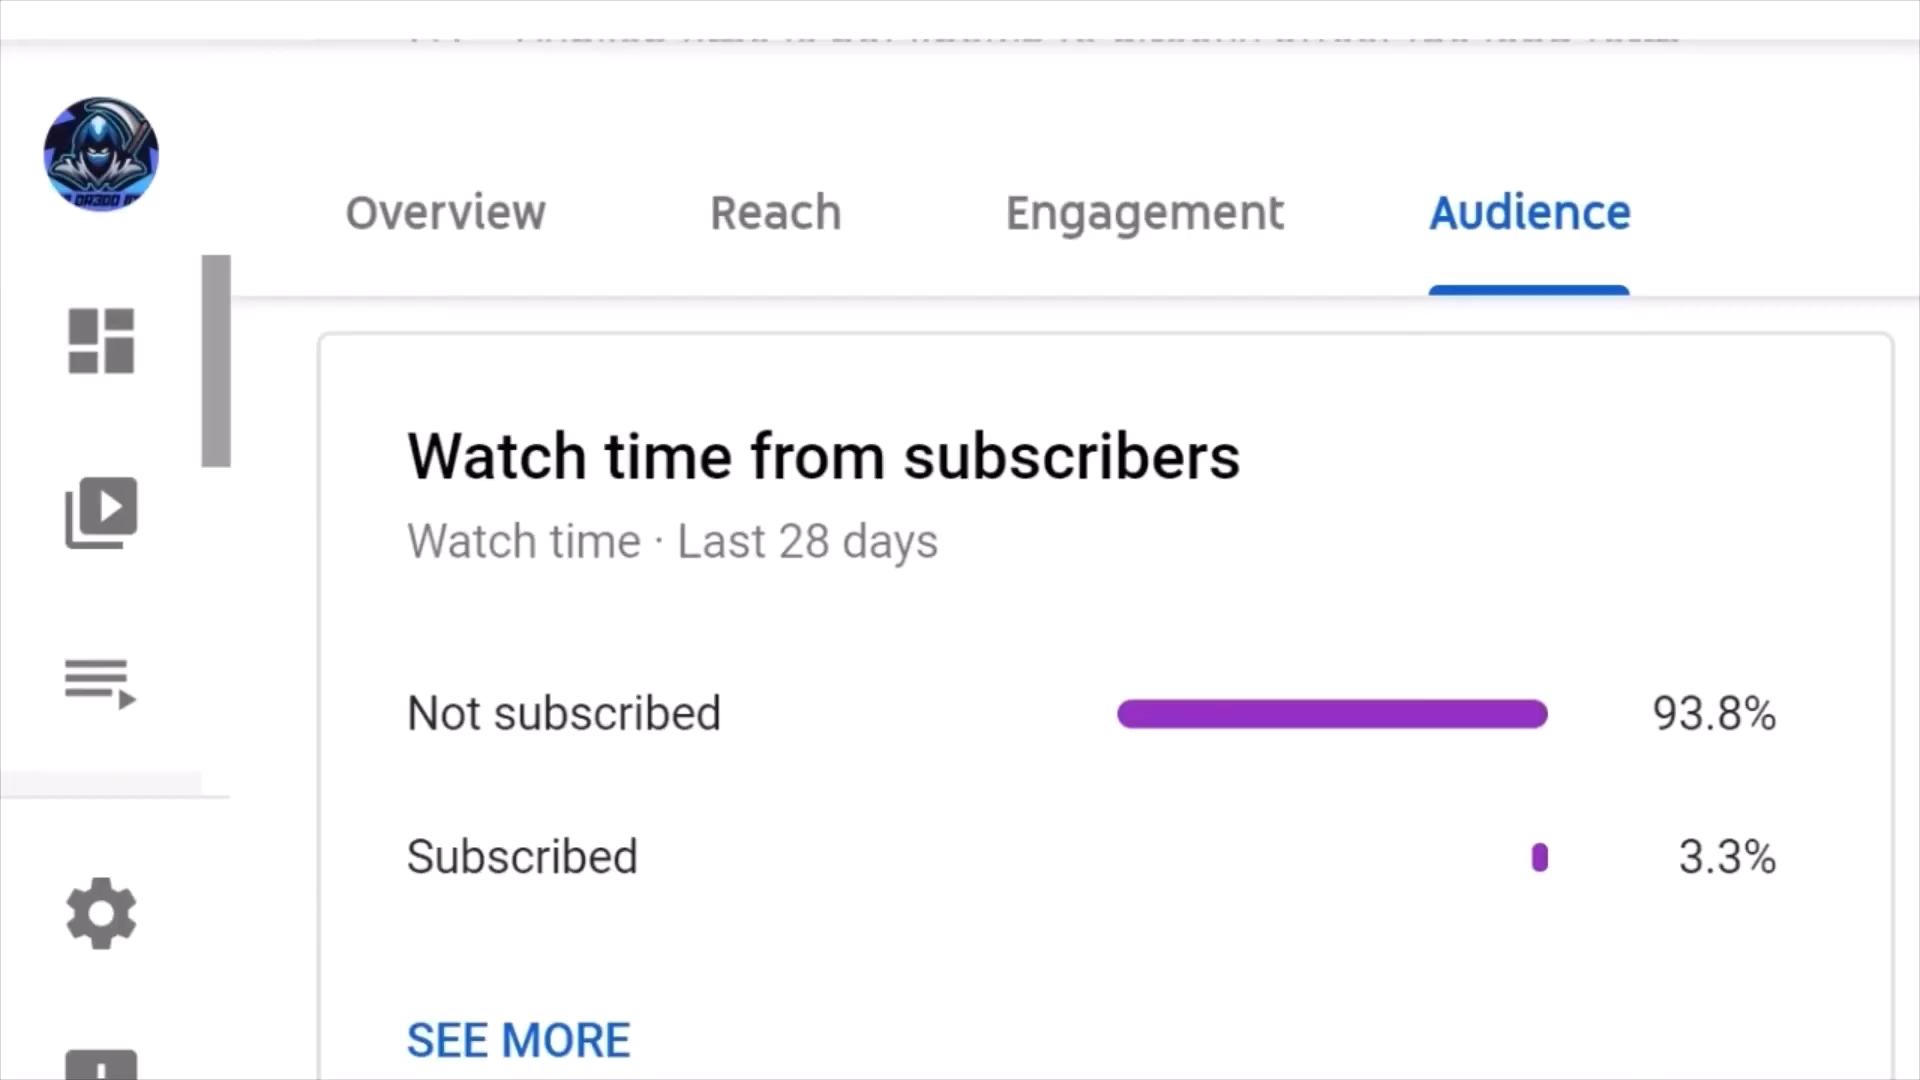 Overview Reach Engagement Audience
Watch time from subscribers
Watch time · Last 28 days
Not subscribed 93.8%
Subscribed 3.3%
SEE MORE